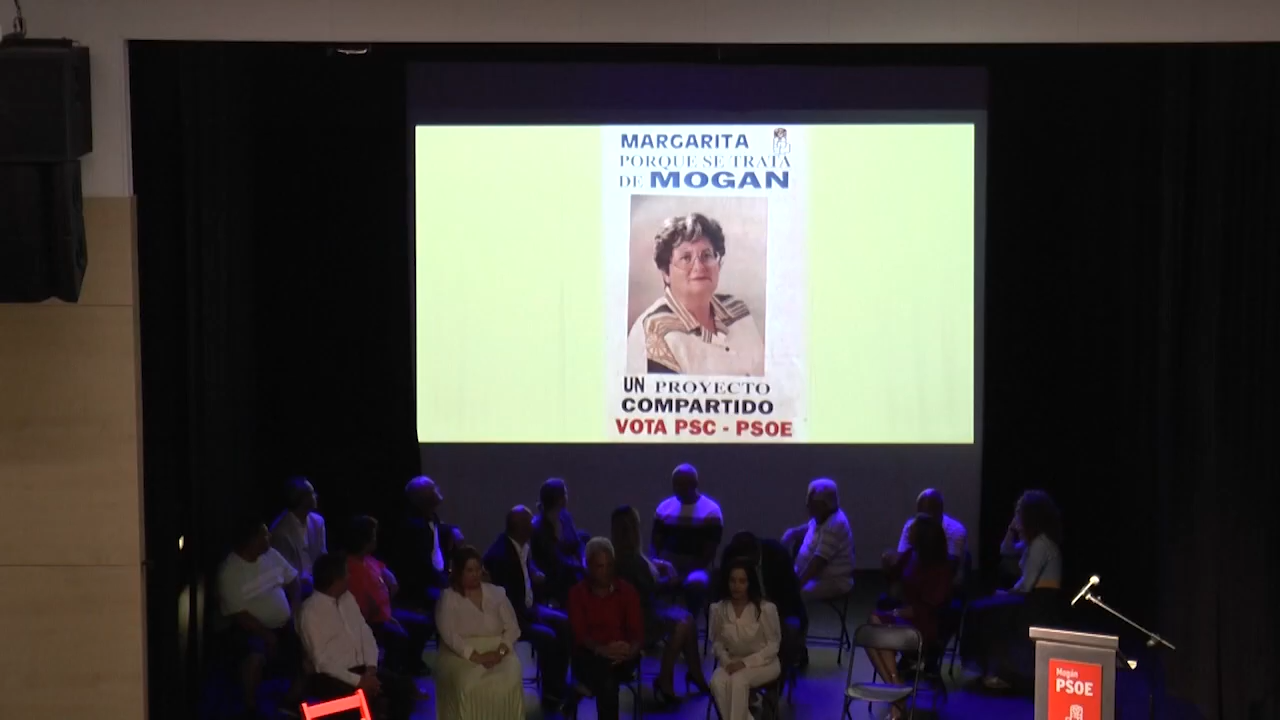 MARGARITA
PORQUE SE TRATA
DE MOGAN
UN PROYECTO
COMPARTIDO
VOTA PSC - PSOE
Mogán
PSOE